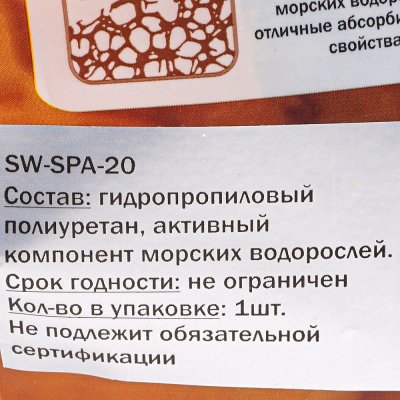 морских водор
отличные абсорби
свойства
SW-SPA-20
Состав: гидропропиловый
полиуретан, активный
компонент морских водорослей.
Срок годности: не ограничен
Кол-во в упаковке: 1шт.
Не подлежит обязательной
сертификации